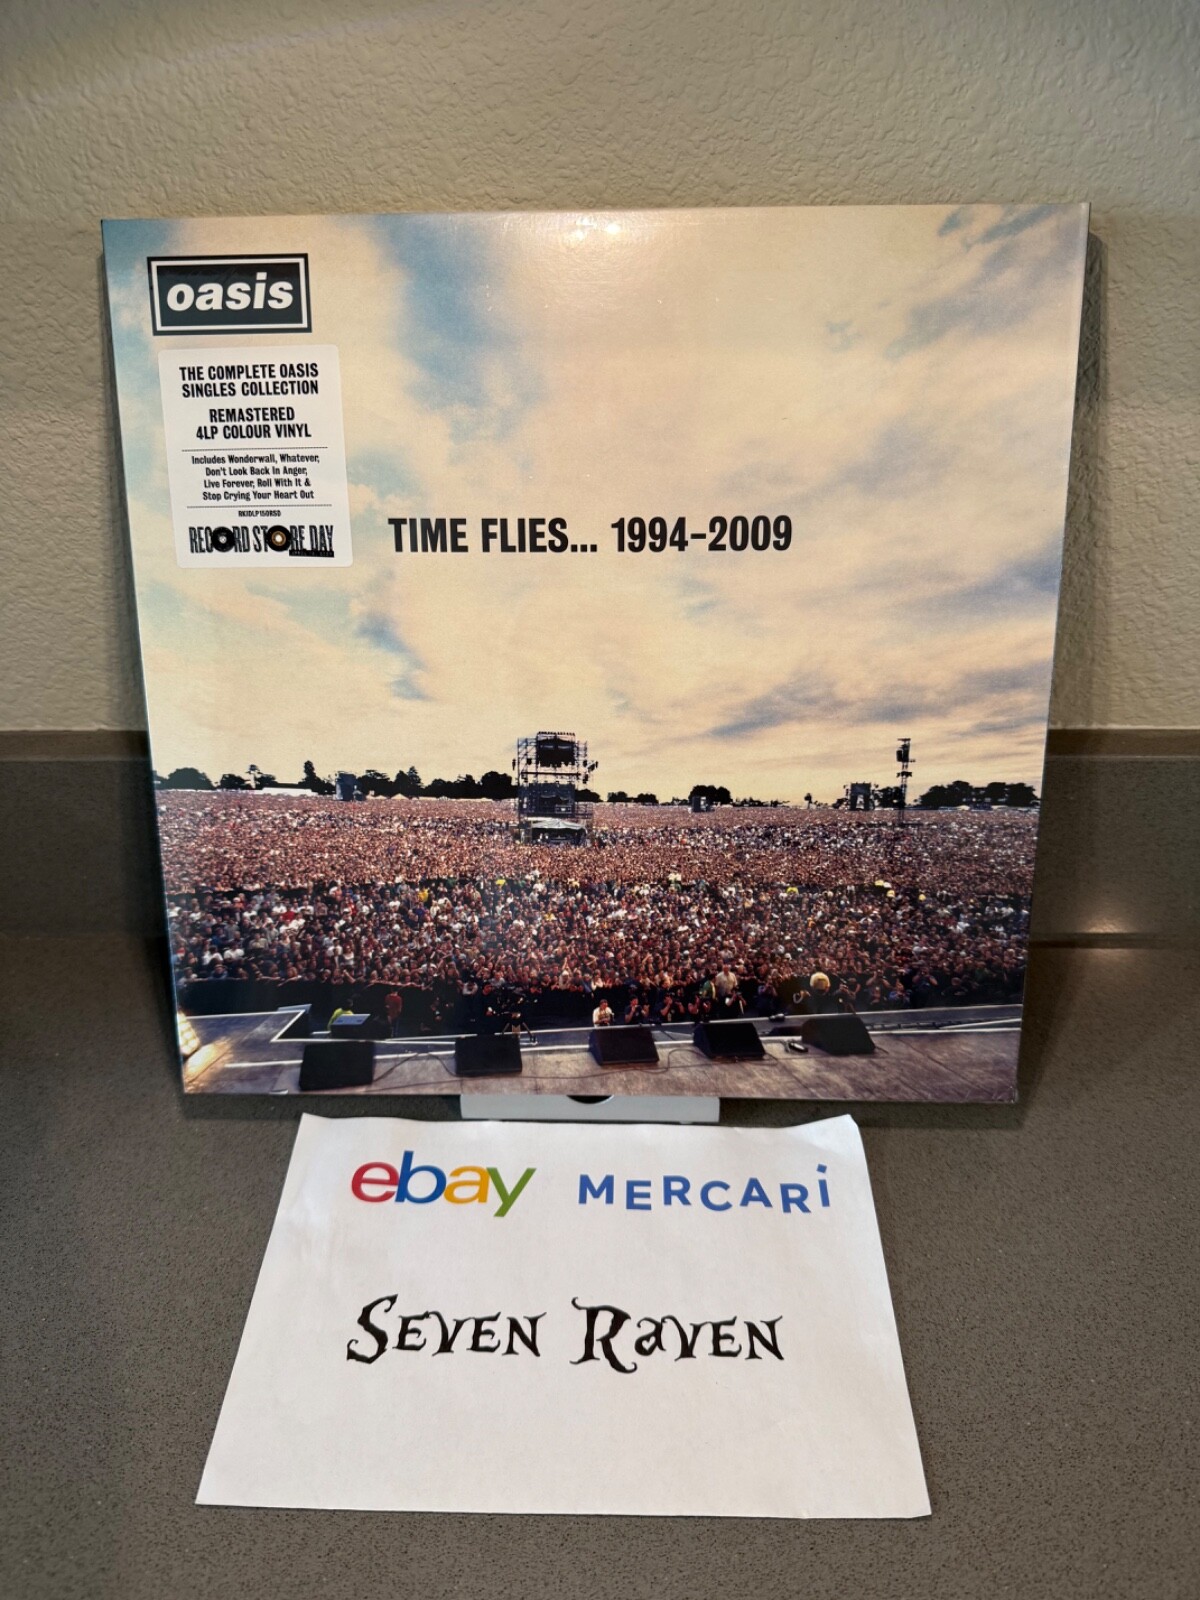 oasis
THE COMPLETE OASIS
SINGLES COLLECTION
REMASTERED
4LP COLOUR VINYL
Includes Wonderwall, Whatever,
Don't Look Back In Anger,
Live Forever, Roll With It &
Stop Crying Your Heart Out
RKIDLP150RSD
RECORD STORE DAY
TIME FLIES... 1994-2009
ebay MERCARI
SEVEN RAVEN